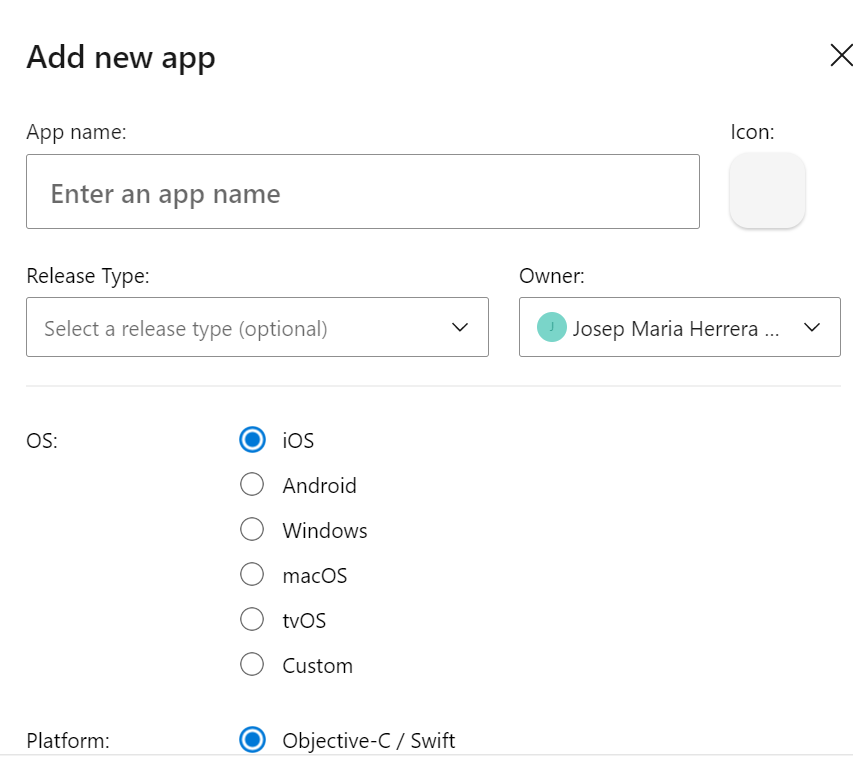 Add new app
App name:
Icon:
Enter an app name
Release Type:
Owner:
Select a release type (optional)
J
Josep Maria Herrera ...
OS:
iOS
Android
Windows
macOS
tvOS
Custom
Platform:
Objective-C / Swift